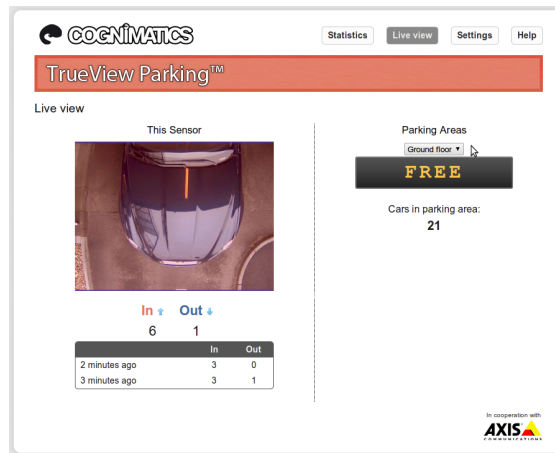 COGNIMATICS
Statistics
Live view
Settings
Help
TrueView Parking™
Live view
This Sensor
In
Out
6
1
In Out
2 minutes ago 3 0
3 minutes ago 3 1
Parking Areas
Ground floor
FREE
Cars in parking area:
21
In cooperation with
AXIS
COMMUNICATIONS